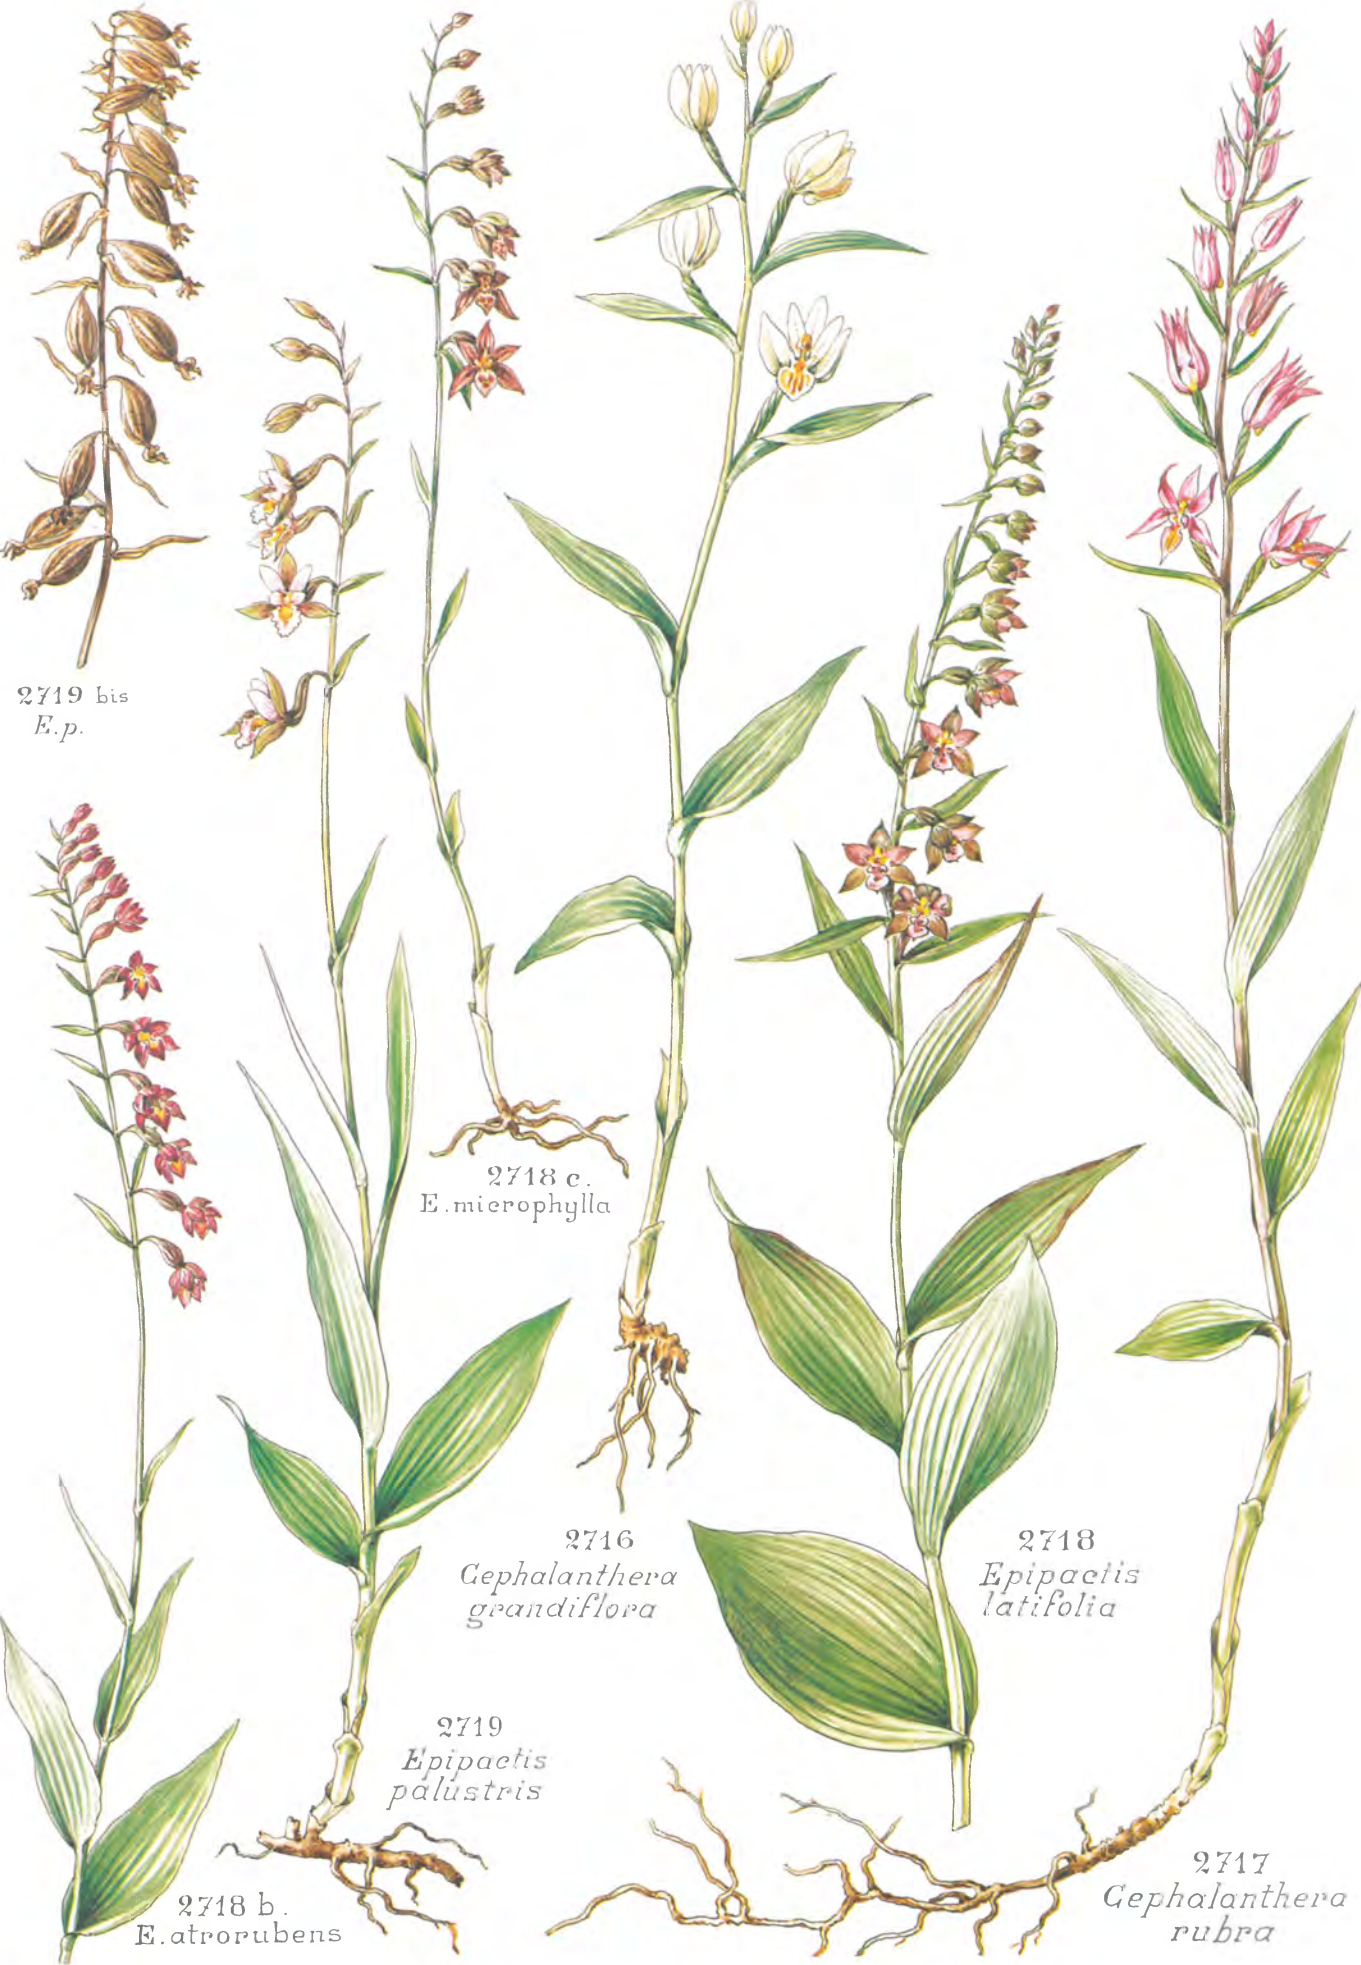 2719 bis
E.p.
2718 c.
E.microphylla
2716
Cephalanthera
grandiflora
2718
Epipactis
latifolia
2719
Epipactis
palustris
2718 b.
E.atrorubens
2717
Cephalanthera
rubra